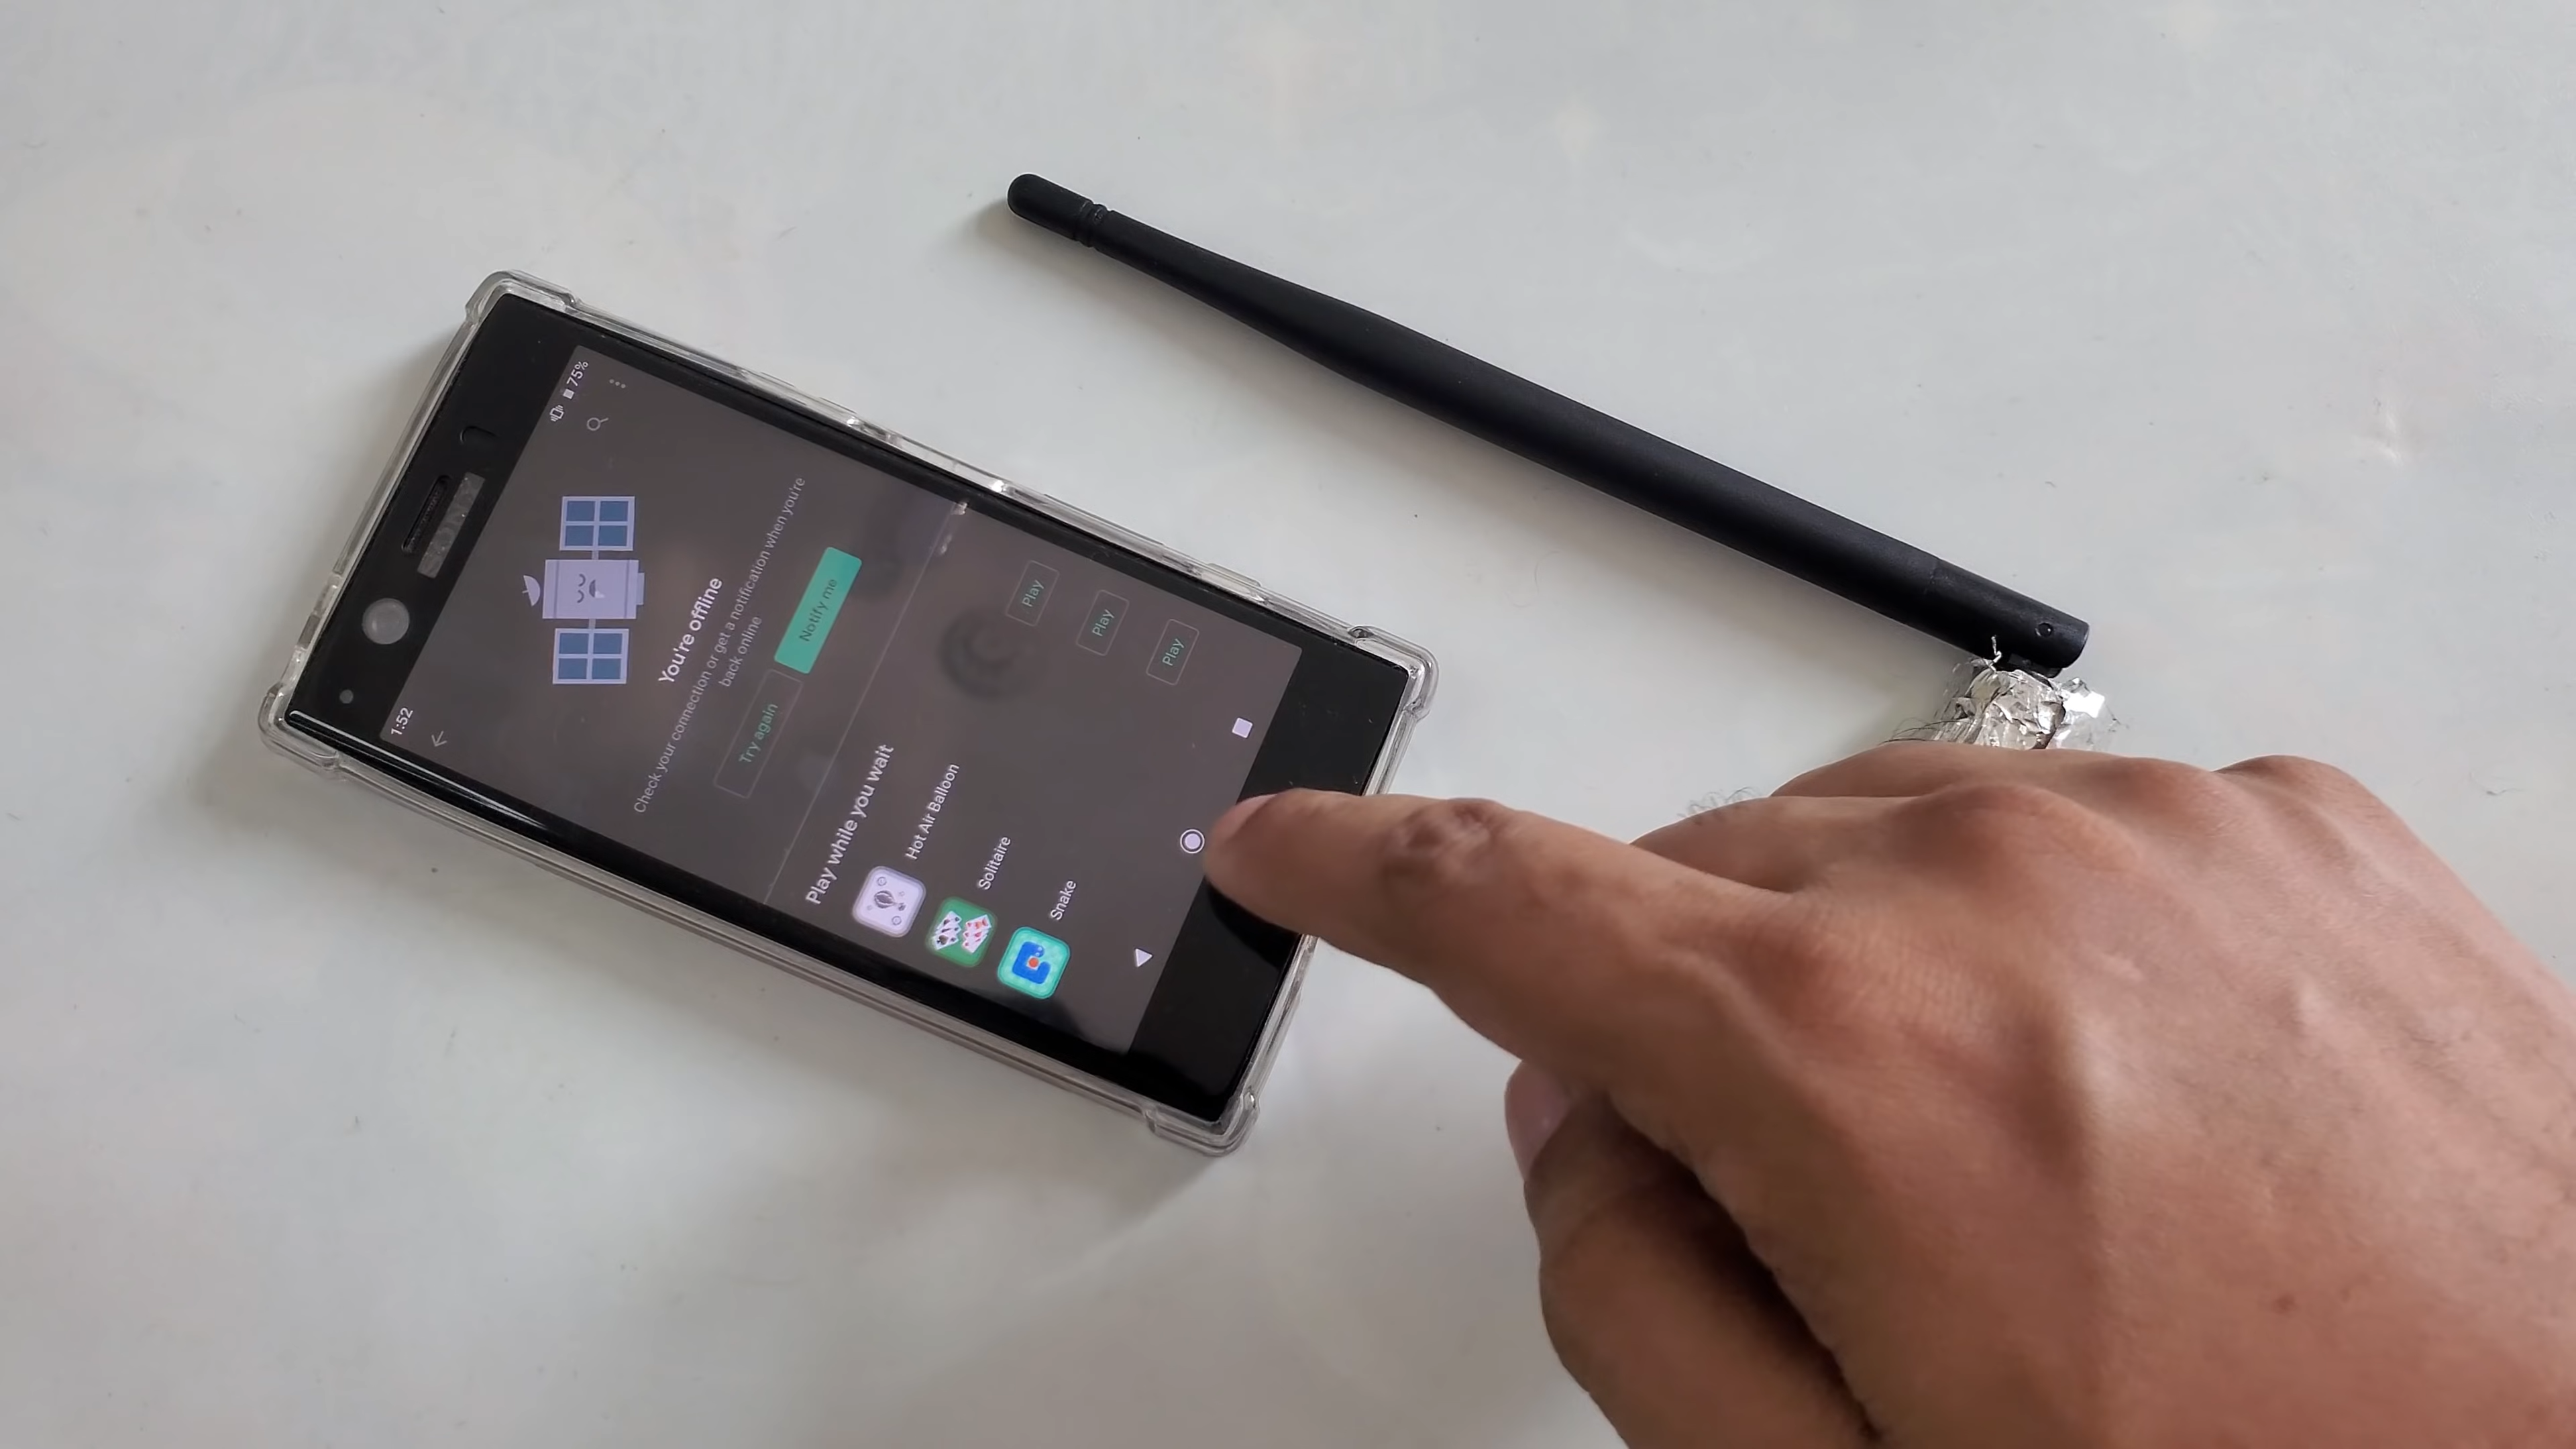 1:52 75%
You're offline
Check your connection or get a notification when you're
back online
Try again Notify me
Play while you wait
Hot Air Balloon Play
Solitaire Play
Snake Play
SONY